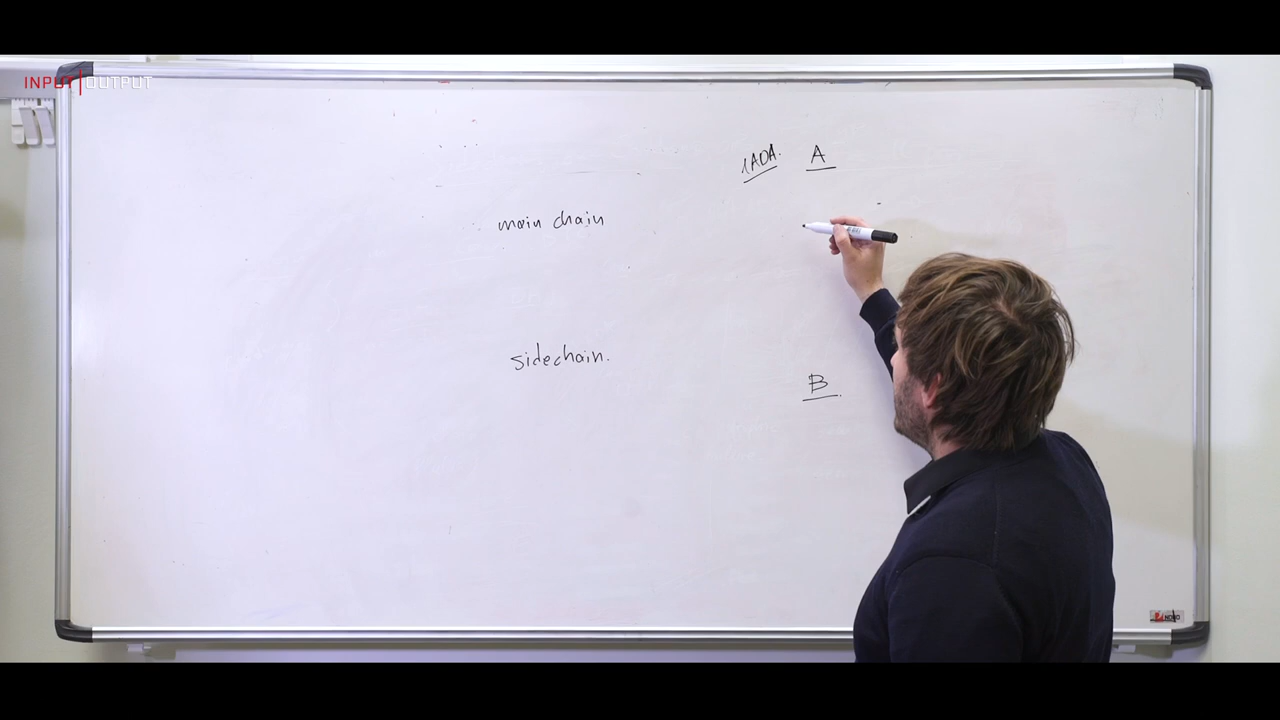 INPUT|OUTPUT
1ADA. A
main chain
sidechain.
B.